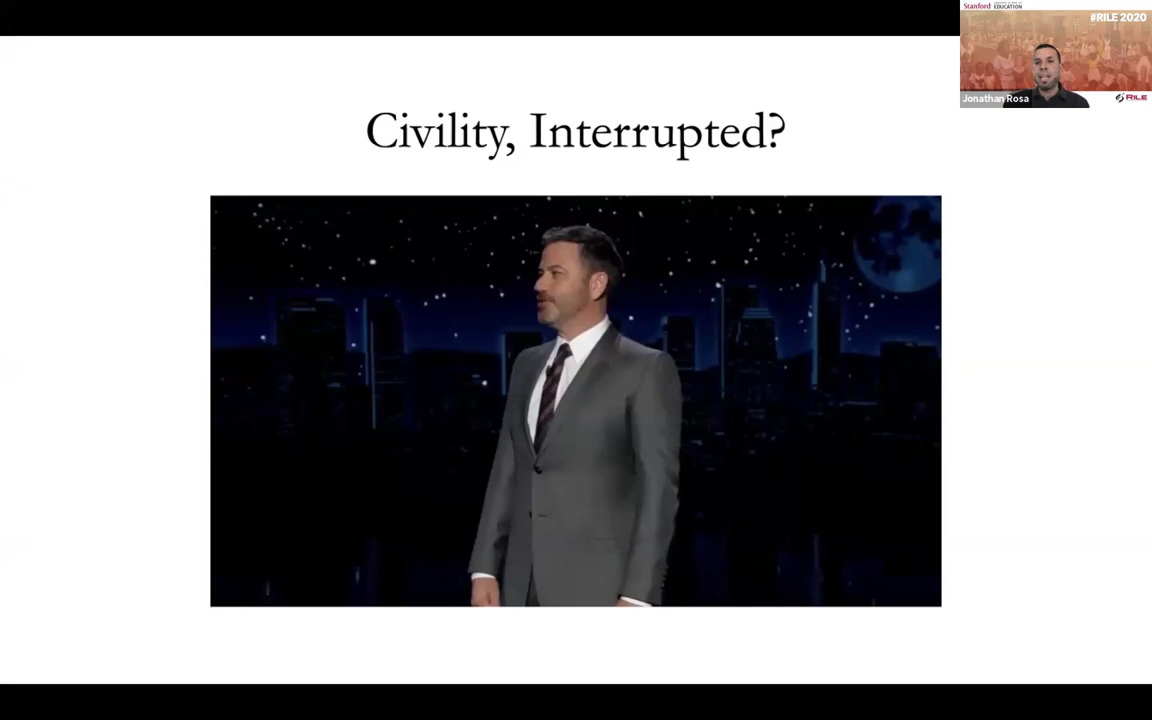 Stanford EDUCATION
#RILE 2020
Civility, Interrupted?
Jonathan Rosa
RILE